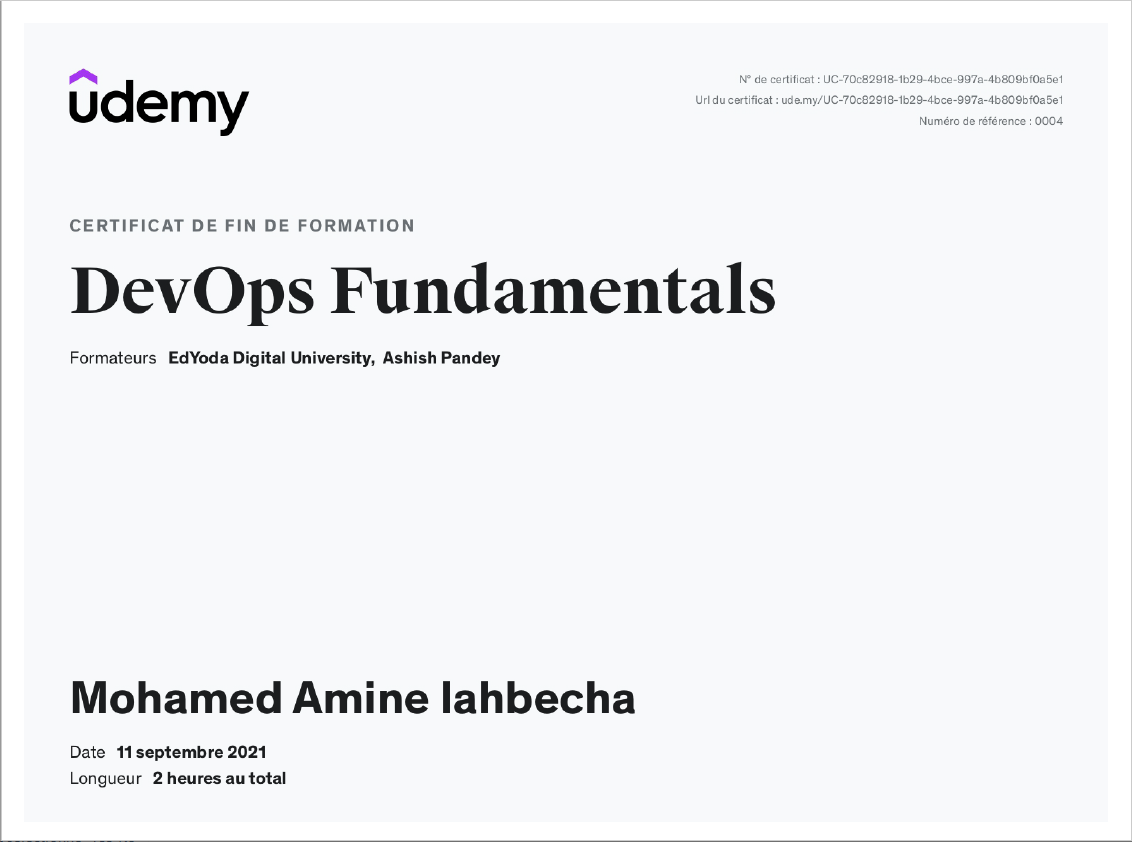 udemy
N° de certificat : UC-70c82918-1b29-4bce-997a-4b809bf0a5e1
Url du certificat : ude.my/UC-70c82918-1b29-4bce-997a-4b809bf0a5e1
Numéro de référence : 0004
CERTIFICAT DE FIN DE FORMATION
DevOps Fundamentals
Formateurs EdYoda Digital University, Ashish Pandey
Mohamed Amine lahbecha
Date 11 septembre 2021
Longueur 2 heures au total